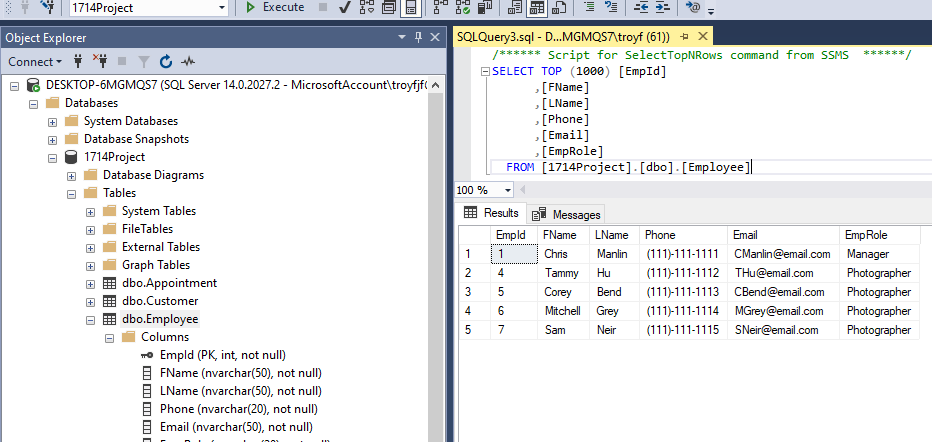 1714Project
Execute
Object Explorer
Connect
DESKTOP-6MGMQS7 (SQL Server 14.0.2027.2 - MicrosoftAccount\troyfjf
Databases
System Databases
Database Snapshots
1714Project
Database Diagrams
Tables
System Tables
FileTables
External Tables
Graph Tables
dbo.Appointment
dbo.Customer
dbo.Employee
Columns
EmpId (PK, int, not null)
FName (nvarchar(50), not null)
LName (nvarchar(50), not null)
Phone (nvarchar(20), not null)
Email (nvarchar(50), not null)
SQLQuery3.sql - D...MGMQS7\troyf (61))
/****** Script for SelectTopNRows command from SSMS ******/
SELECT TOP (1000) [EmpId]
,[FName]
,[LName]
,[Phone]
,[Email]
,[EmpRole]
FROM [1714Project].[dbo].[Employee]
100 %
Results Messages
EmpId FName LName Phone Email EmpRole
1 1 Chris Manlin (111)-111-1111 CManlin@email.com Manager
2 4 Tammy Hu (111)-111-1112 THu@email.com Photographer
3 5 Corey Bend (111)-111-1113 CBend@email.com Photographer
4 6 Mitchell Grey (111)-111-1114 MGrey@email.com Photographer
5 7 Sam Neir (111)-111-1115 SNeir@email.com Photographer